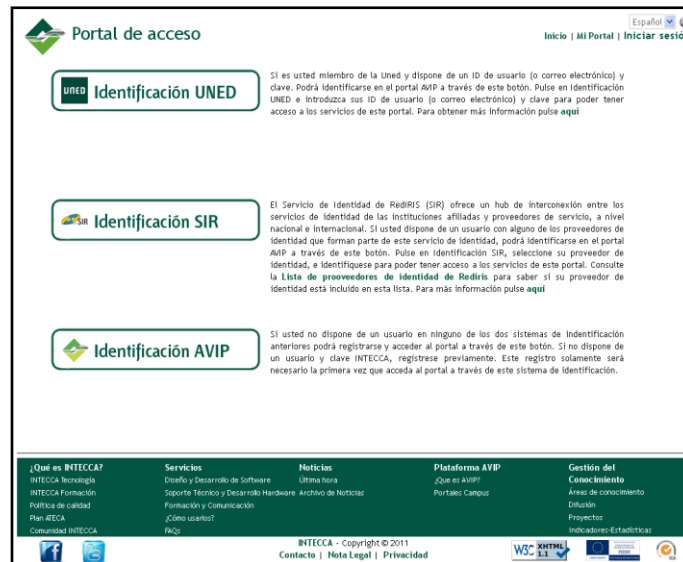 Español
Portal de acceso
Inicio | Mi Portal | Iniciar sesió
UNED Identificación UNED
Si es usted miembro de la Uned y dispone de un ID de usuario (o correo electrónico) y
clave. Podrá identificarse en el portal AVIP a través de este botón. Pulse en Identificación
UNED e introduzca sus ID de usuario (o correo electrónico) y clave para poder tener
acceso a los servicios de este portal. Para obtener más información pulse aquí
SIR Identificación SIR
El Servicio de Identidad de RedIRIS (SIR) ofrece un hub de interconexión entre los
servicios de identidad de las instituciones afiliadas y proveedores de servicio, a nivel
nacional e internacional. Si usted dispone de un usuario con alguno de los proveedores de
identidad que forman parte de este servicio de identidad, podrá identificarse en el portal
AVIP a través de este botón. Pulse en Identificación SIR, seleccione su proveedor de
identidad, e identifíquese para poder tener acceso a los servicios de este portal. Consulte
la Lista de prooveedores de identidad de Rediris para saber si su proveedor de
identidad está incluido en esta lista. Para más información pulse aquí
Identificación AVIP
Si usted no dispone de un usuario en ninguno de los dos sistemas de indentificación
anteriores podrá registrarse y acceder al portal a través de este botón. Si no dispone de
un usuario y clave INTECCA, regístrese previamente. Este registro solamente será
necesario la primera vez que acceda al portal a través de este sistema de identificación.
¿Qué es INTECCA?
INTECCA Tecnología
INTECCA Formación
Política de calidad
Plan ATECA
Comunidad INTECCA
Servicios
Diseño y Desarrollo de Software
Soporte Técnico y Desarrollo Hardware
Formación y Comunicación
¿Cómo usarlos?
FAQs
Noticias
Última hora
Archivo de Noticias
Plataforma AVIP
¿Que es AVIP?
Portales Campus
Gestión del
Conocimiento
Áreas de conocimiento
Difusión
Proyectos
Indicadores-Estadísticas
INTECCA - Copyright © 2011
Contacto | Nota Legal | Privacidad
W3C XHTML
1.1